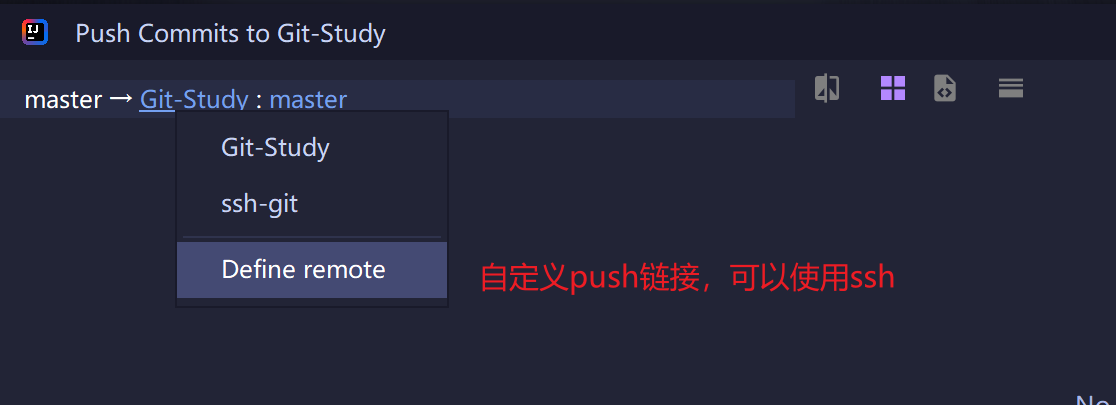 Push Commits to Git-Study
master → Git-Study : master
Git-Study
ssh-git
Define remote
自定义push链接，可以使用ssh
No